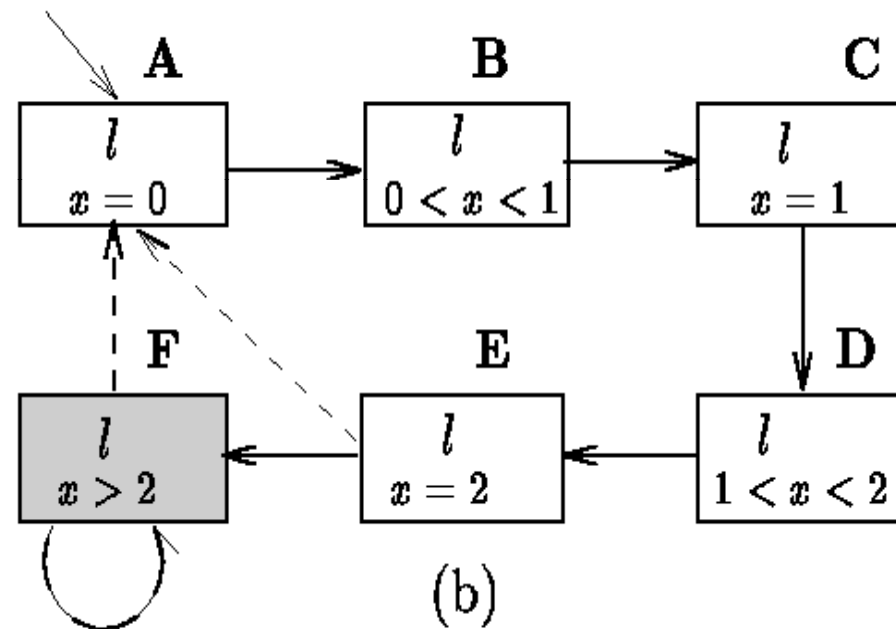 A
l
x = 0
B
l
0 < x < 1
C
l
x = 1
F
l
x > 2
E
l
x = 2
D
l
1 < x < 2
(b)